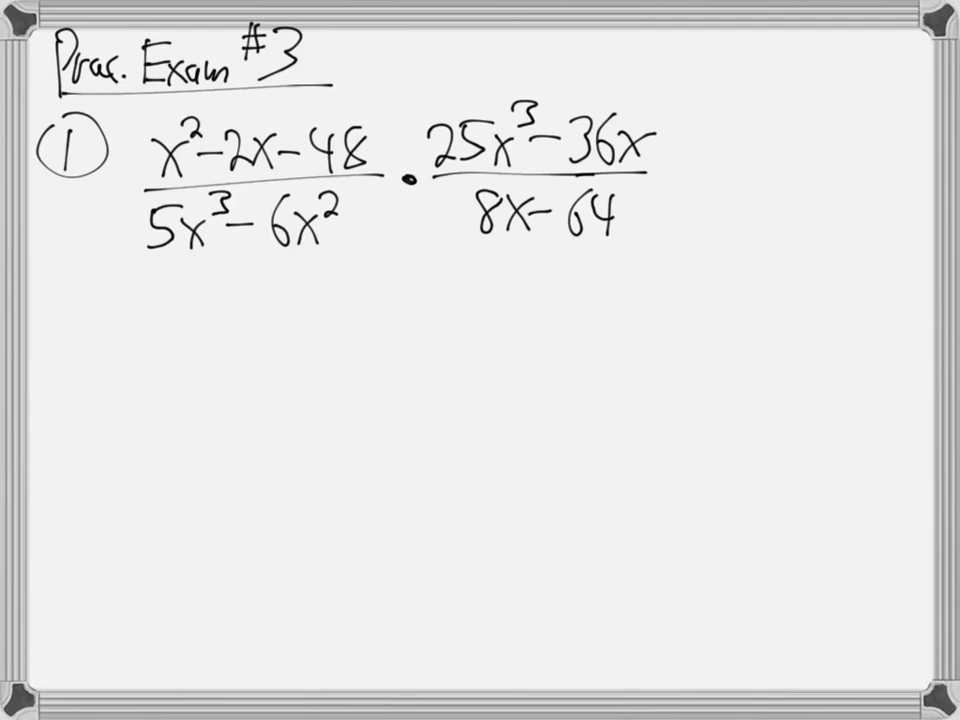 Prac. Exam #3
① x²-2x-48 / 5x³-6x² · 25x³-36x / 8x-64